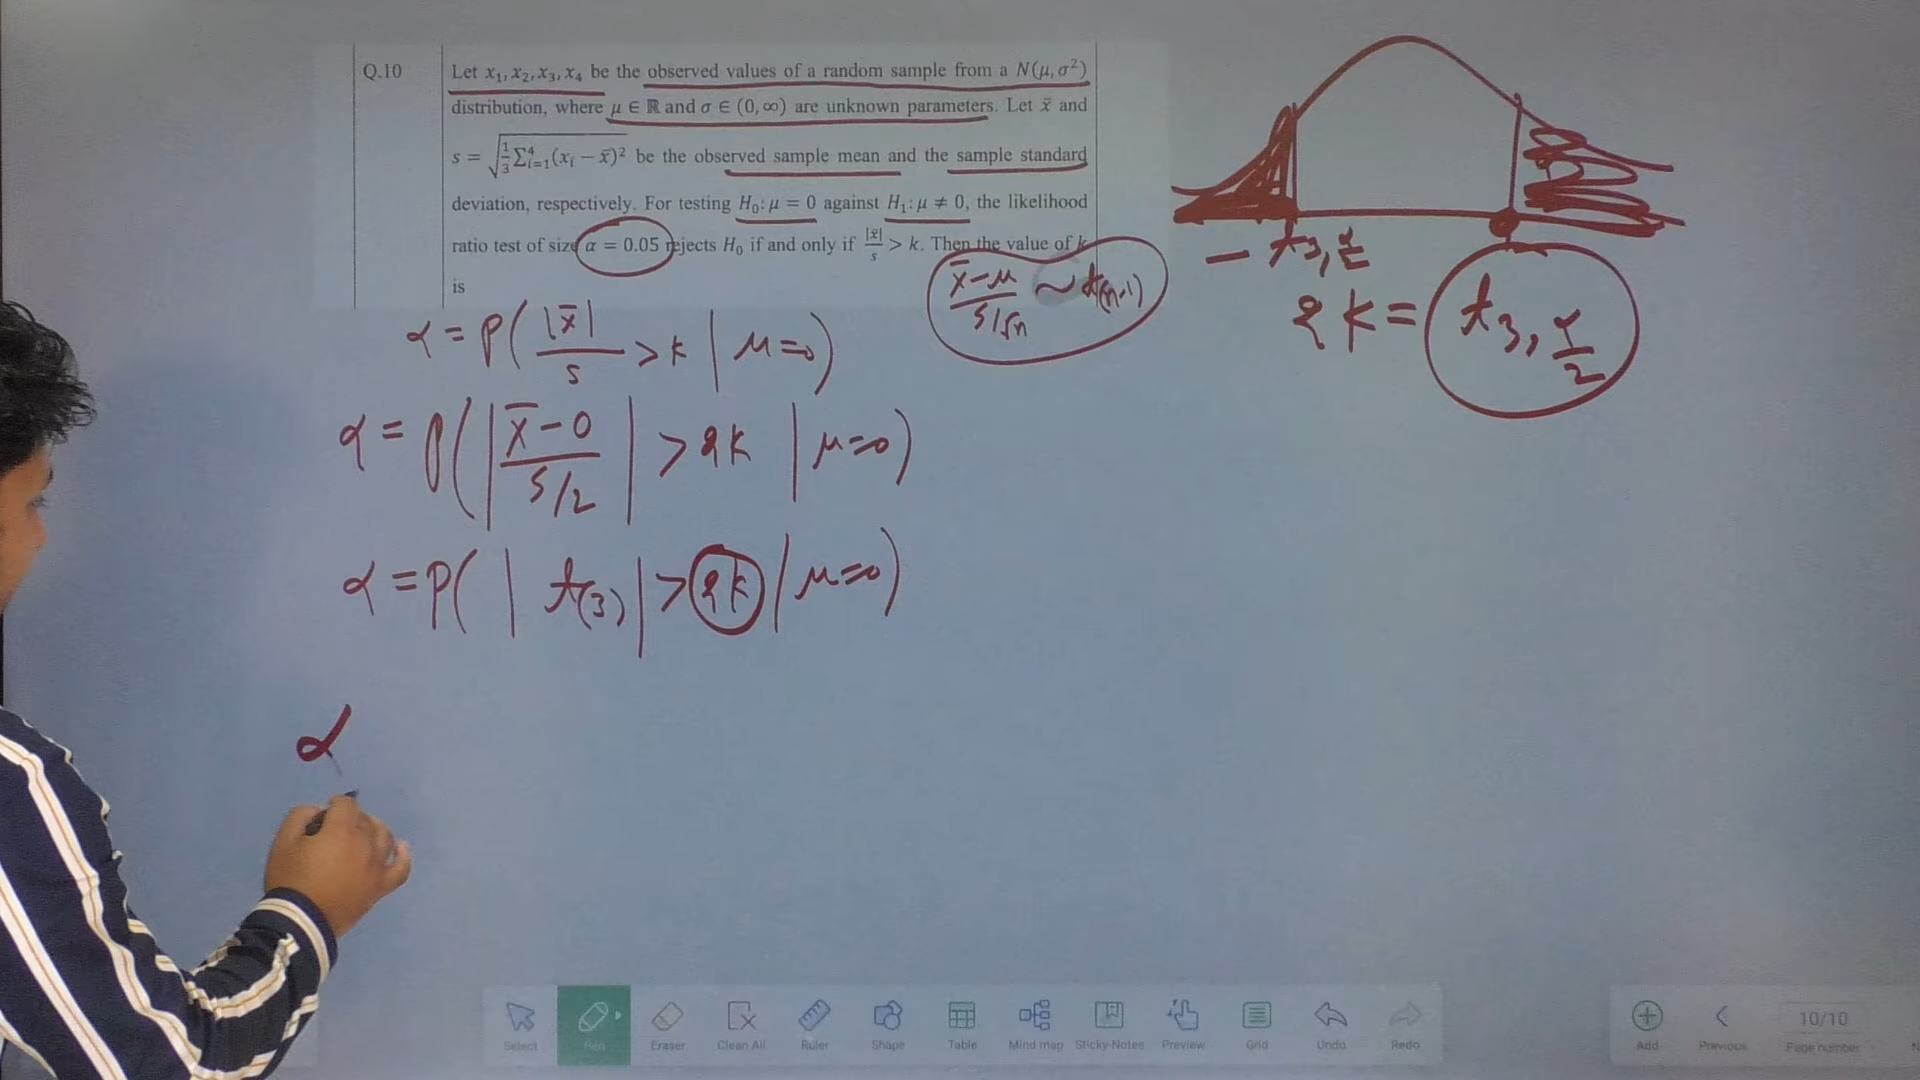 Q.10
Let x₁, x₂, x₃, x₄ be the observed values of a random sample from a N(μ, σ²)
distribution, where μ ∈ ℝ and σ ∈ (0, ∞) are unknown parameters. Let x̄ and
s = √(1/3 Σ⁴ᵢ₌₁(xᵢ − x̄)²) be the observed sample mean and the sample standard
deviation, respectively. For testing H₀: μ = 0 against H₁: μ ≠ 0, the likelihood
ratio test of size α = 0.05 rejects H₀ if and only if |x̄|/s > k. Then the value of k
is
(x̄ − μ)/(s/√n) ~ t(n-1)
α = P( |x̄|/s > k | μ=0 )
α = P( | (x̄ − 0)/(s/2) | > 2k | μ=0 )
α = P( | t(3) | > 2k | μ=0 )
α
− t₃, α/2
2k = t₃, α/2
Select
Pen
Eraser
Clean All
Ruler
Shape
Table
Mind map
Sticky-Notes
Preview
Grid
Undo
Redo
Add
Previous
10/10
Page number